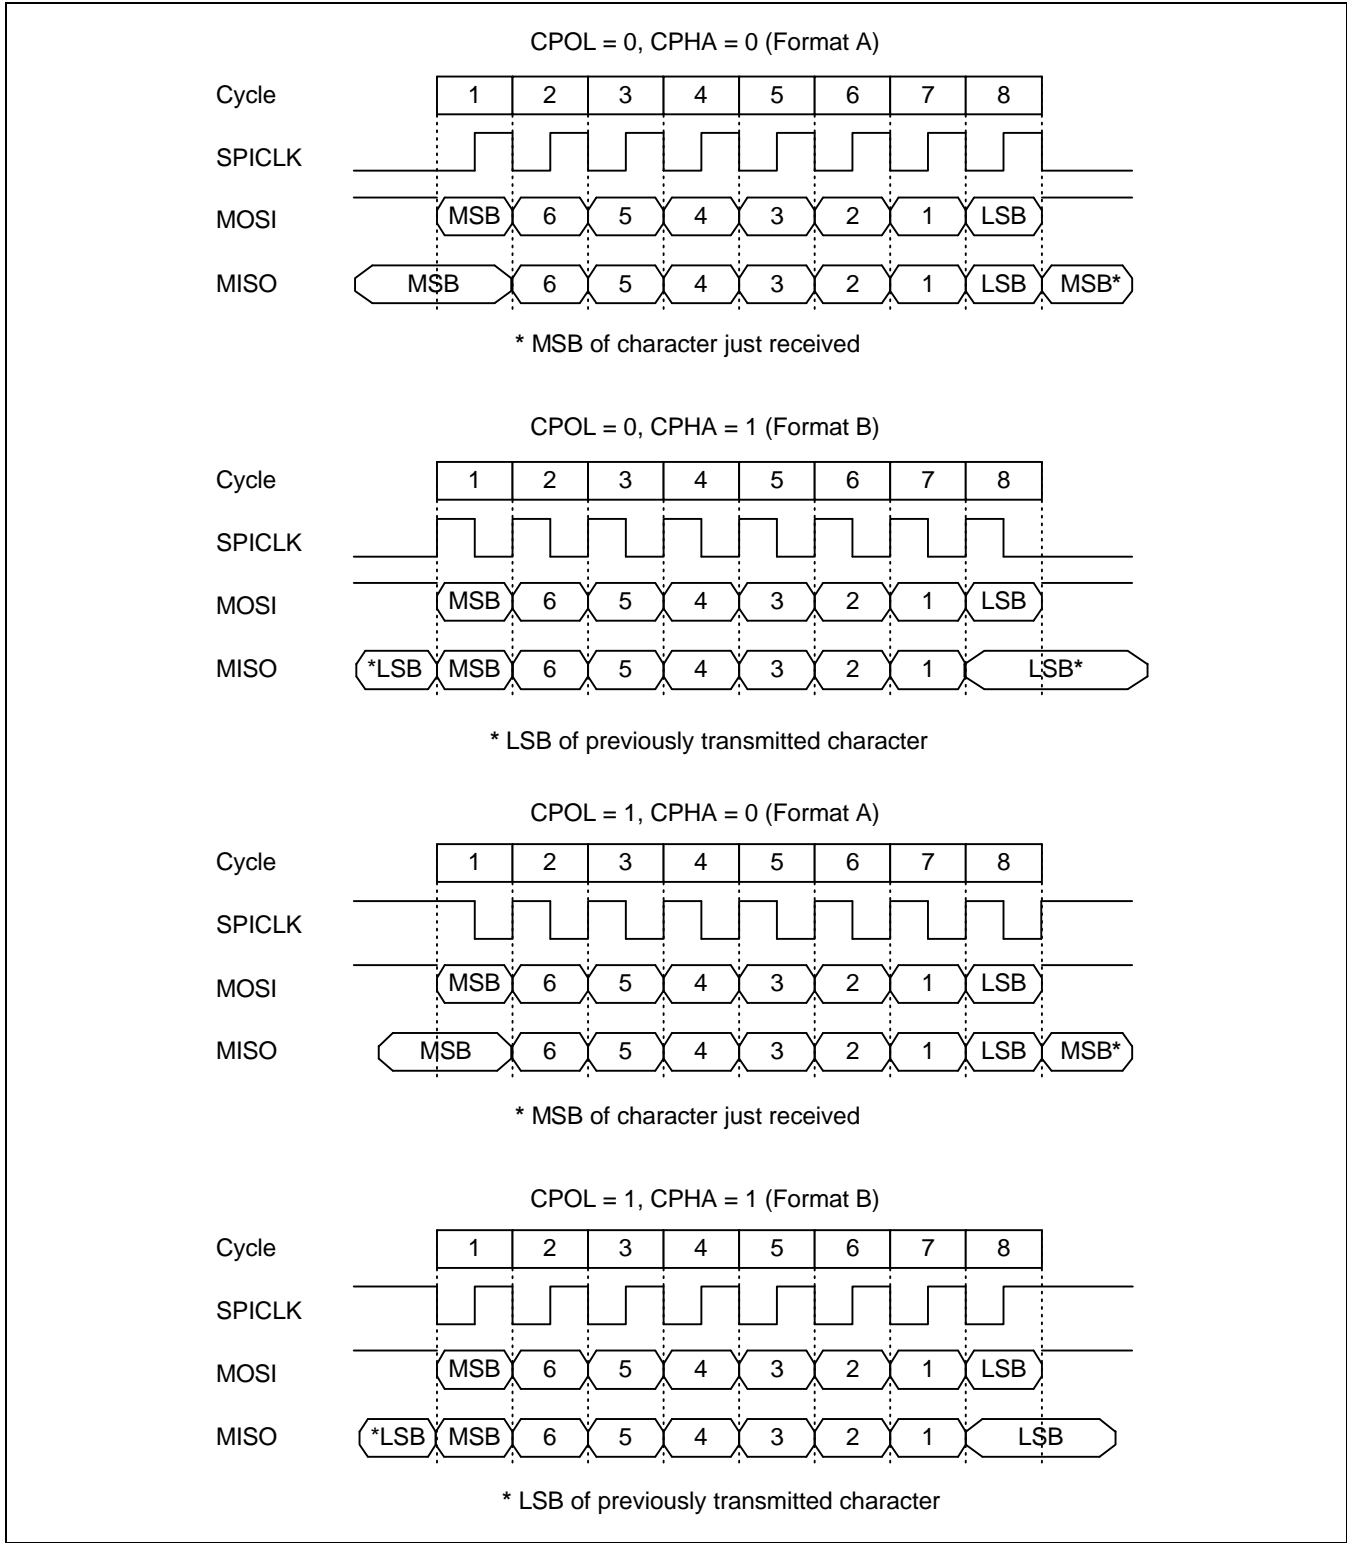 CPOL = 0, CPHA = 0 (Format A)
Cycle 1 2 3 4 5 6 7 8
SPICLK
MOSI MSB 6 5 4 3 2 1 LSB
MISO MSB 6 5 4 3 2 1 LSB MSB*
* MSB of character just received
CPOL = 0, CPHA = 1 (Format B)
Cycle 1 2 3 4 5 6 7 8
SPICLK
MOSI MSB 6 5 4 3 2 1 LSB
MISO *LSB MSB 6 5 4 3 2 1 LSB*
* LSB of previously transmitted character
CPOL = 1, CPHA = 0 (Format A)
Cycle 1 2 3 4 5 6 7 8
SPICLK
MOSI MSB 6 5 4 3 2 1 LSB
MISO MSB 6 5 4 3 2 1 LSB MSB*
* MSB of character just received
CPOL = 1, CPHA = 1 (Format B)
Cycle 1 2 3 4 5 6 7 8
SPICLK
MOSI MSB 6 5 4 3 2 1 LSB
MISO *LSB MSB 6 5 4 3 2 1 LSB
* LSB of previously transmitted character